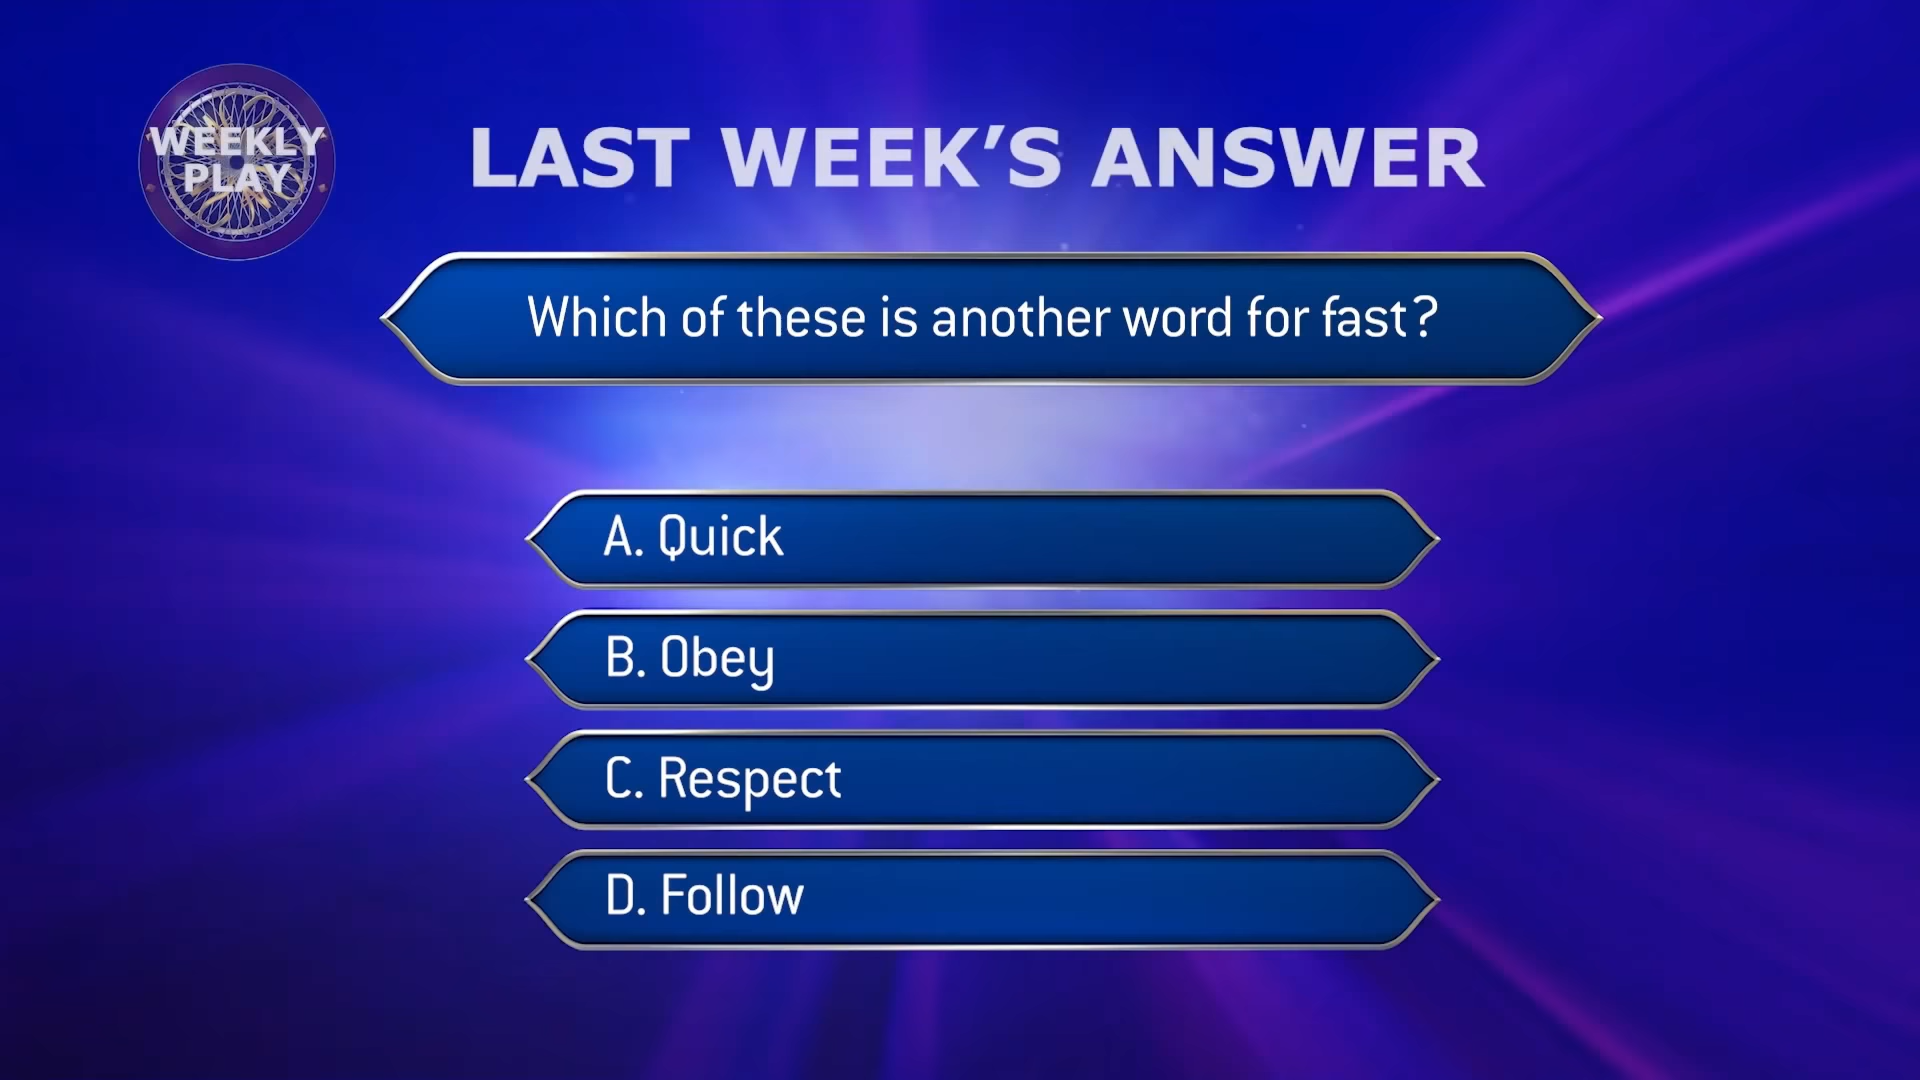 WEEKLY
PLAY
LAST WEEK’S ANSWER
Which of these is another word for fast?
A. Quick
B. Obey
C. Respect
D. Follow